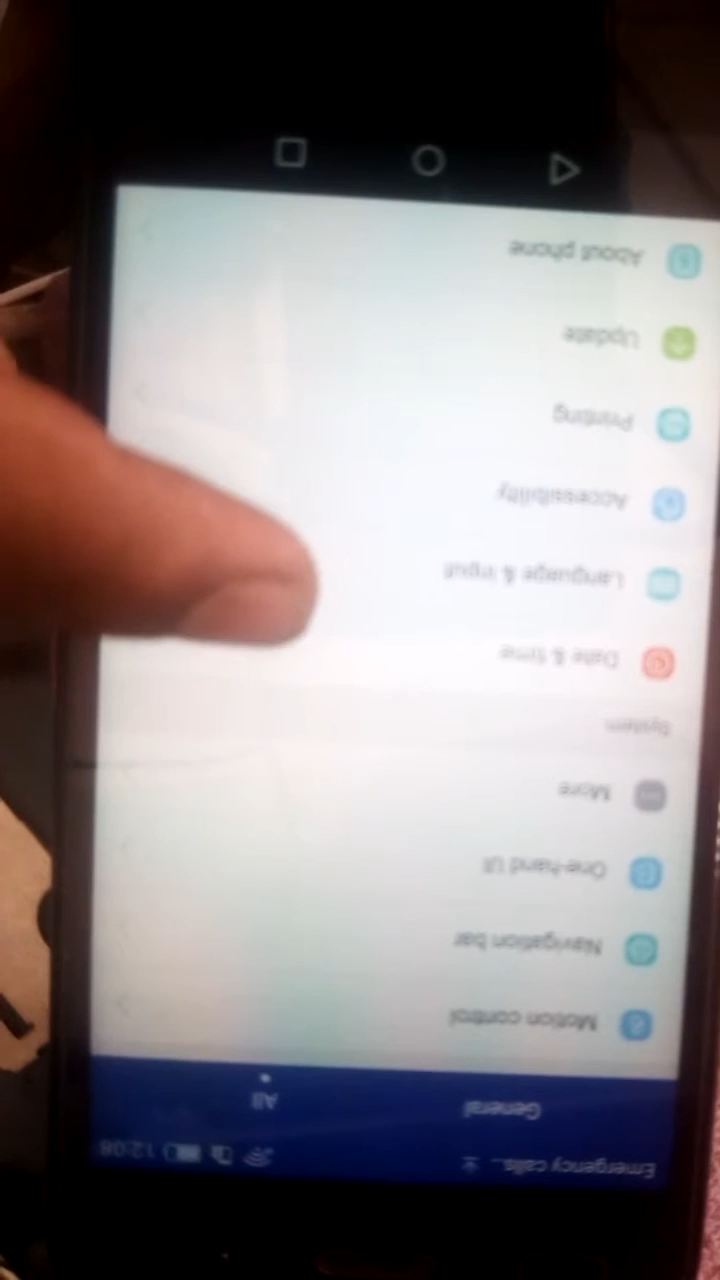 Emergency calls...
12:08
General
All
Motion control
Navigation bar
One-hand UI
More
System
Date & time
Language & input
Accessibility
Printing
Update
About phone